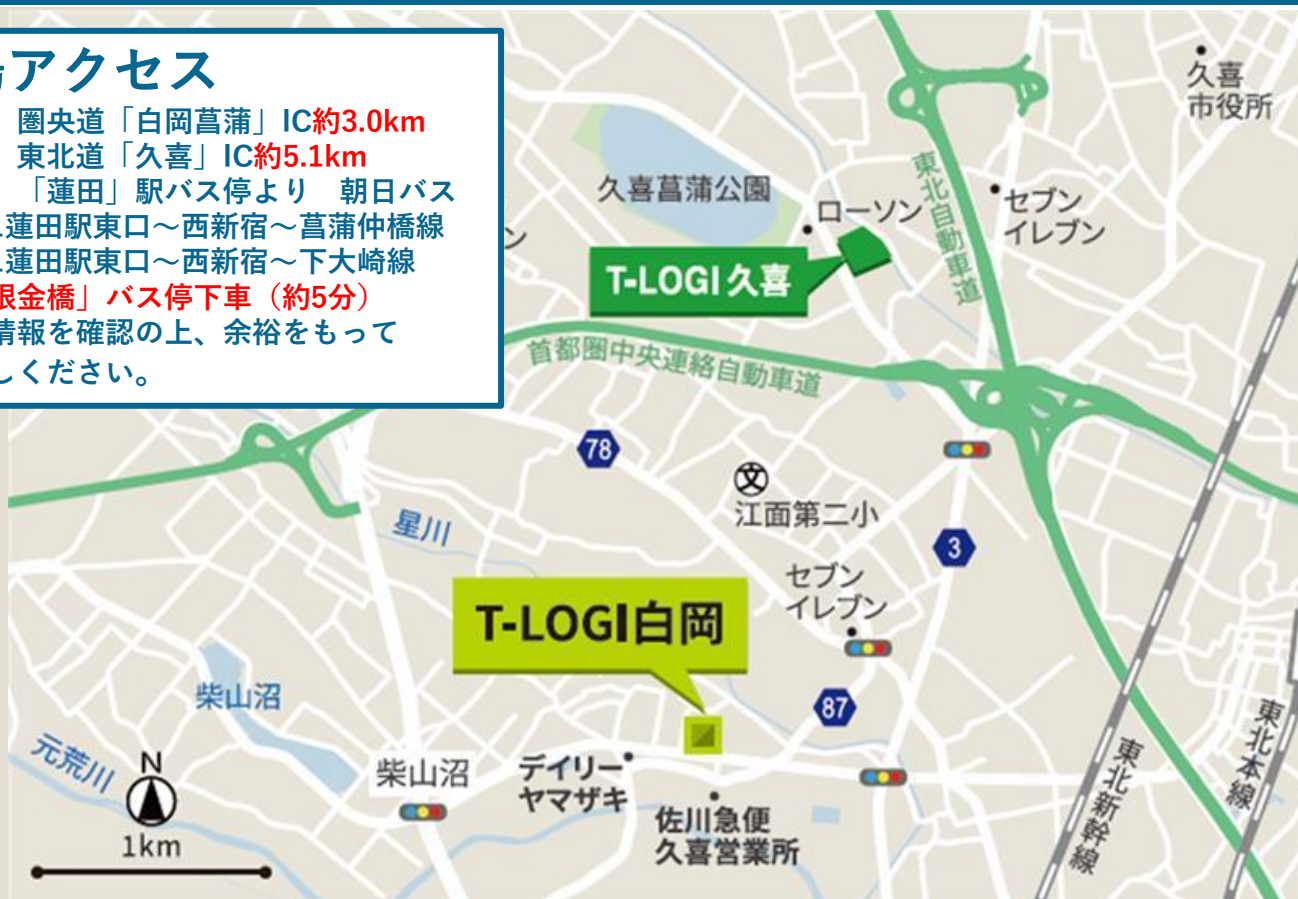 アクセス
圏央道「白岡菖蒲」IC約3.0km
東北道「久喜」IC約5.1km
「蓮田」駅バス停より 朝日バス
蓮田駅東口～西新宿～菖蒲仲橋線
蓮田駅東口～西新宿～下大崎線
銀金橋」バス停下車（約5分）
情報を確認の上、余裕をもって
しください。
久喜
市役所
久喜菖蒲公園
ローソン
ン
東北自動車道
セブン
イレブン
T-LOGI 久喜
首都圏中央連絡自動車道
78
文
江面第二小
星川
3
セブン
イレブン
T-LOGI白岡
柴山沼
87
元荒川
N
1km
柴山沼
デイリー
ヤマザキ
佐川急便
久喜営業所
東北新幹線
東北本線